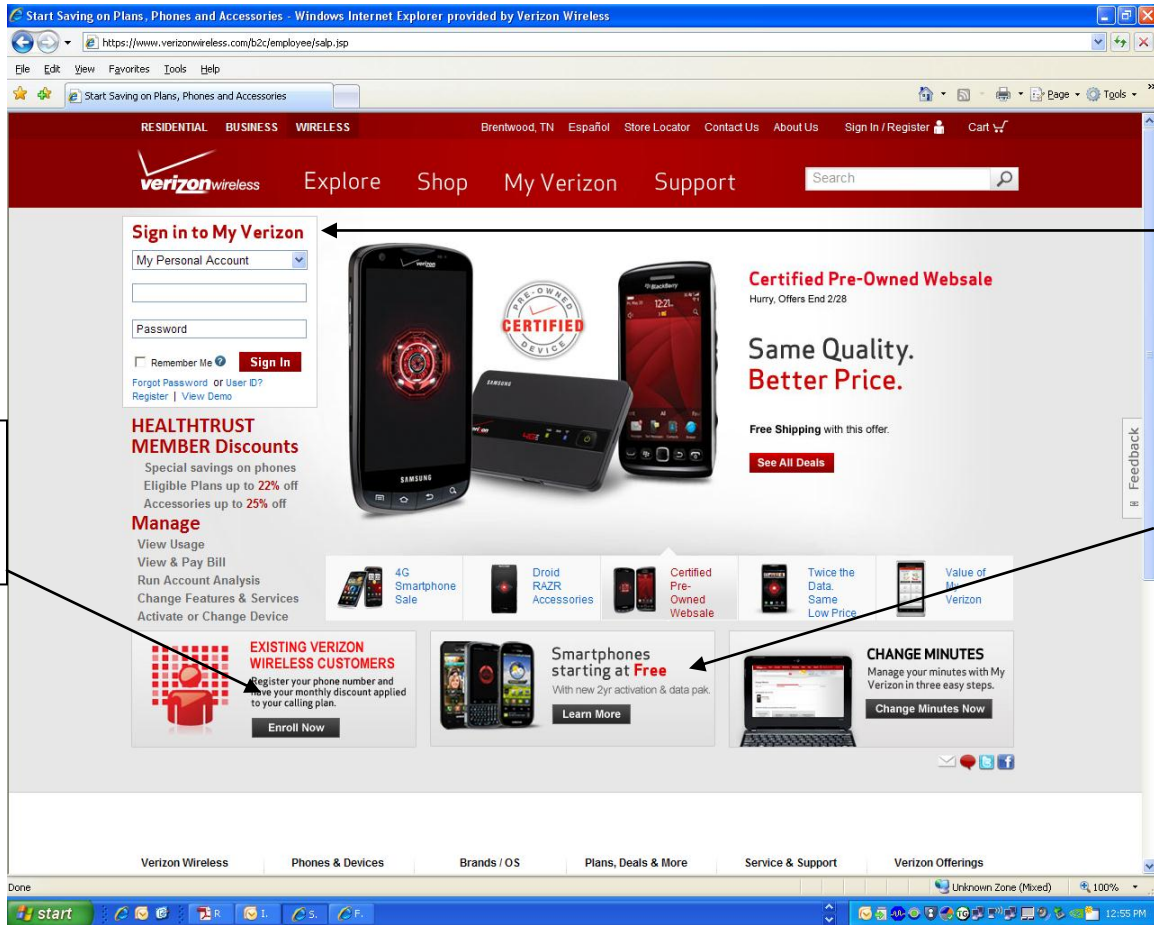 Start Saving on Plans, Phones and Accessories - Windows Internet Explorer provided by Verizon Wireless
https://www.verizonwireless.com/b2c/employee/salp.jsp
File Edit View Favorites Tools Help
Start Saving on Plans, Phones and Accessories
Page Tools
RESIDENTIAL BUSINESS WIRELESS
Brentwood, TN Español Store Locator Contact Us About Us Sign In / Register Cart
verizonwireless
Explore Shop My Verizon Support
Search
Sign in to My Verizon
My Personal Account
Password
Remember Me
Sign In
Forgot Password or User ID?
Register | View Demo
HEALTHTRUST
MEMBER Discounts
Special savings on phones
Eligible Plans up to 22% off
Accessories up to 25% off
Manage
View Usage
View & Pay Bill
Run Account Analysis
Change Features & Services
Activate or Change Device
verizon
PRE-OWNED
CERTIFIED
DEVICE
SAMSUNG
SAMSUNG
BlackBerry
12:21
Certified Pre-Owned Websale
Hurry, Offers End 2/28
Same Quality.
Better Price.
Free Shipping with this offer.
See All Deals
Feedback
4G
Smartphone
Sale
Droid
RAZR
Accessories
Certified
Pre-
Owned
Websale
Twice the
Data.
Same
Low Price
Value of
My
Verizon
EXISTING VERIZON
WIRELESS CUSTOMERS
Register your phone number and
have your monthly discount applied
to your calling plan.
Enroll Now
Smartphones
starting at Free
With new 2yr activation & data pak.
Learn More
CHANGE MINUTES
Manage your minutes with My
Verizon in three easy steps.
Change Minutes Now
Verizon Wireless Phones & Devices Brands / OS Plans, Deals & More Service & Support Verizon Offerings
Done
Unknown Zone (Mixed)
100%
start
R
I.
S.
F.
12:55 PM